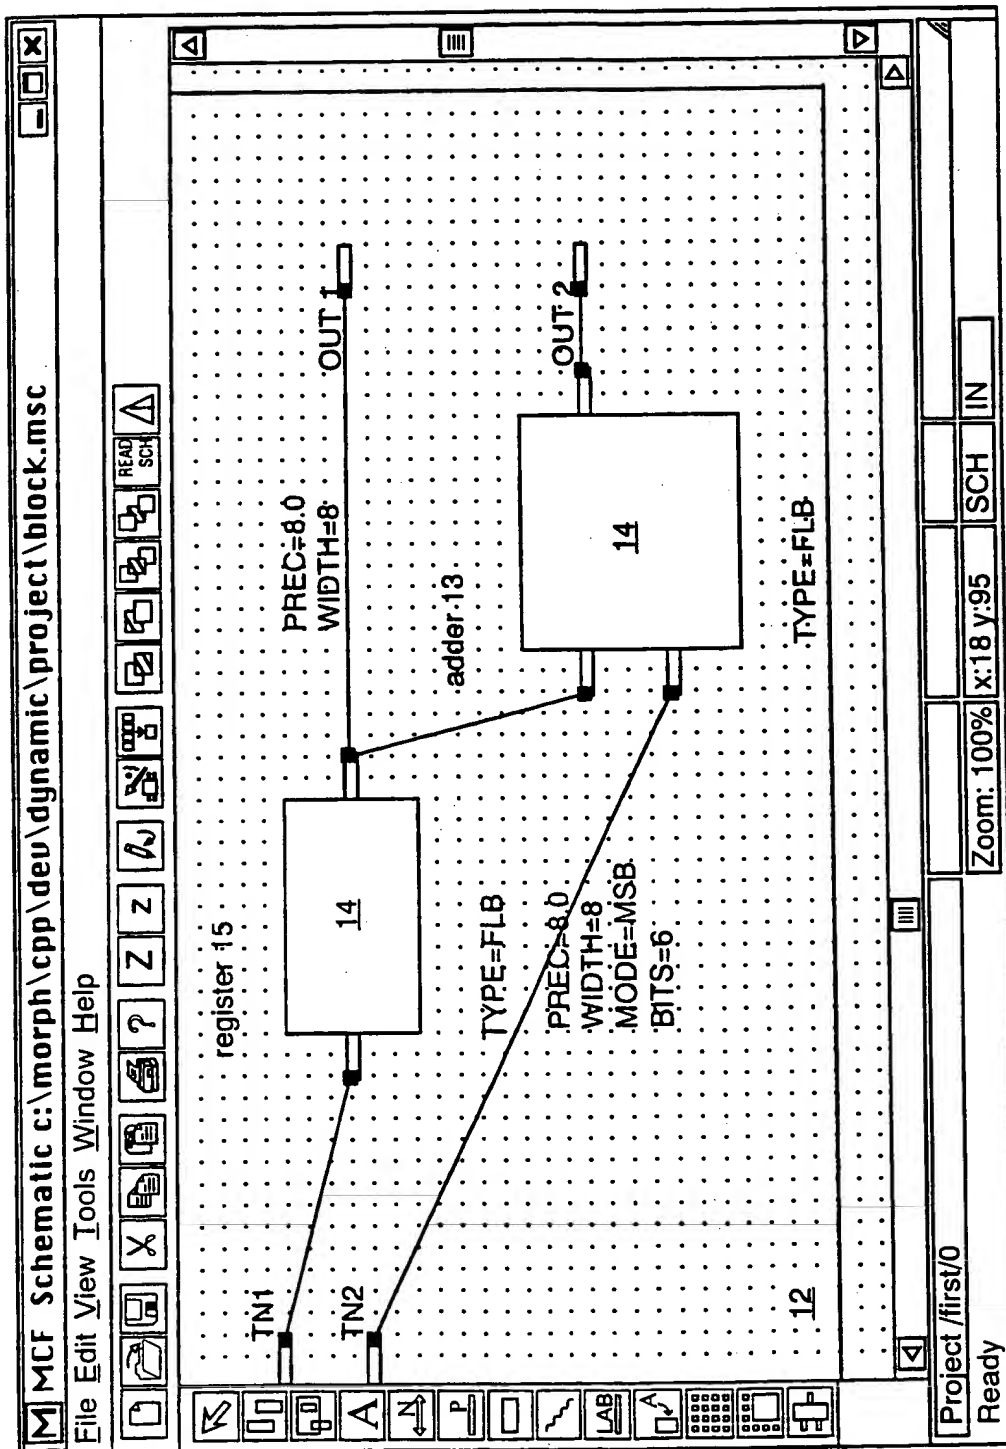 M MCF Schematic c:\morph\cpp\dev\dynamic\project\block.msc
File Edit View Tools Window Help
? Z z READ SCH
A
N
P
LAB
A
register 15
TN1
14
PREC=8.0
WIDTH=8
OUT 1
TN2
adder 13
TYPE=FLB
PREC=8.0
WIDTH=8
MODE=MSB
BITS=6
14
OUT 2
TYPE=FLB
12
Project /first/0
Ready
Zoom: 100% x:18 y:95 SCH IN